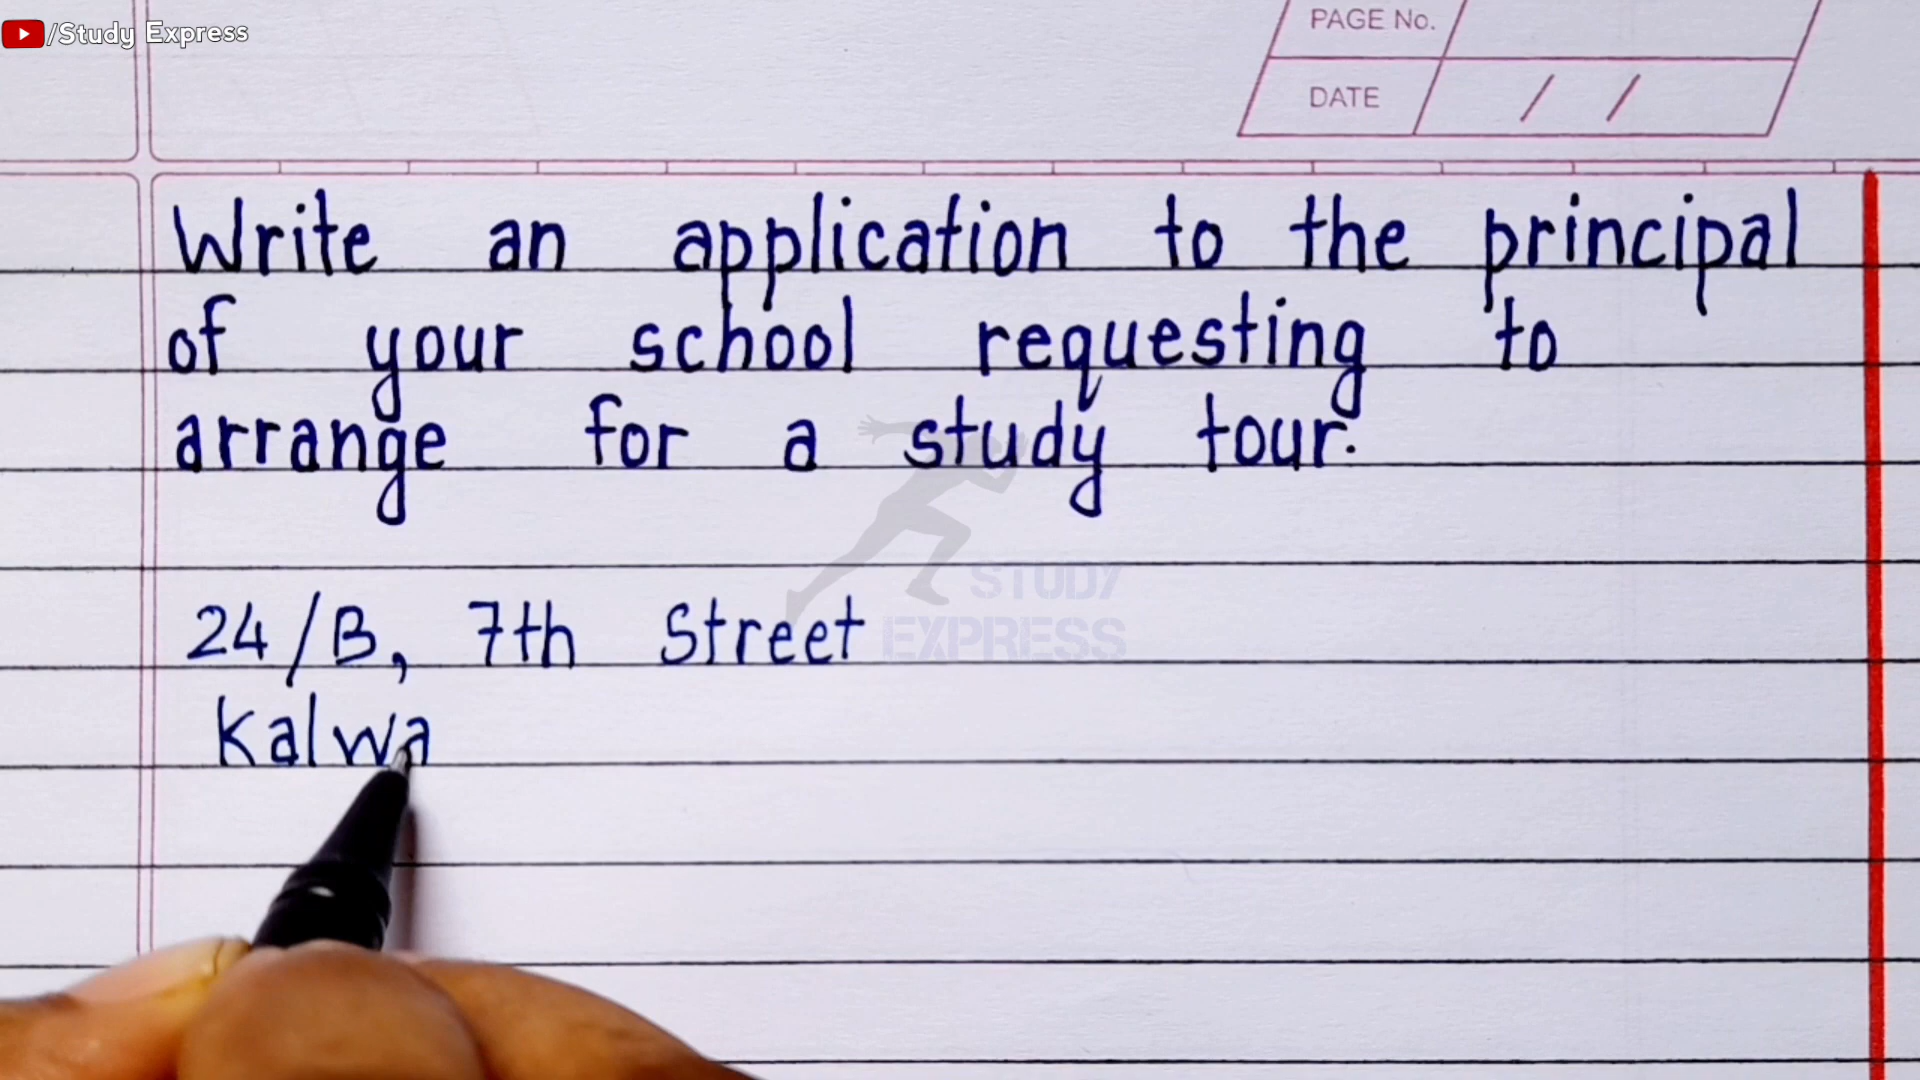 /Study Express
PAGE No.
DATE / /
Write an application to the principal
of your school requesting to
arrange for a study tour.
STUDY
EXPRESS
24/B, 7th Street
Kalwa